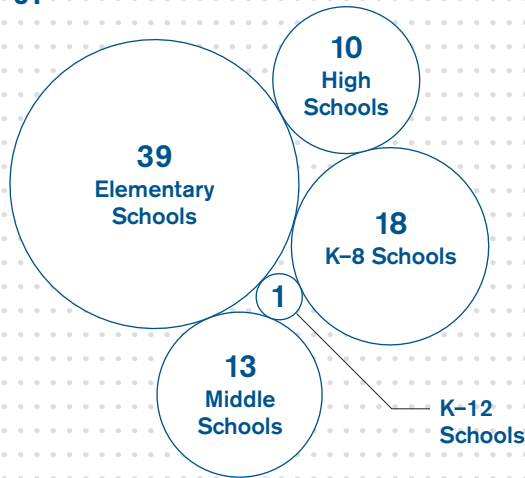 10
High
Schools
39
Elementary
Schools
18
K–8 Schools
1
13
Middle
Schools
K–12
Schools